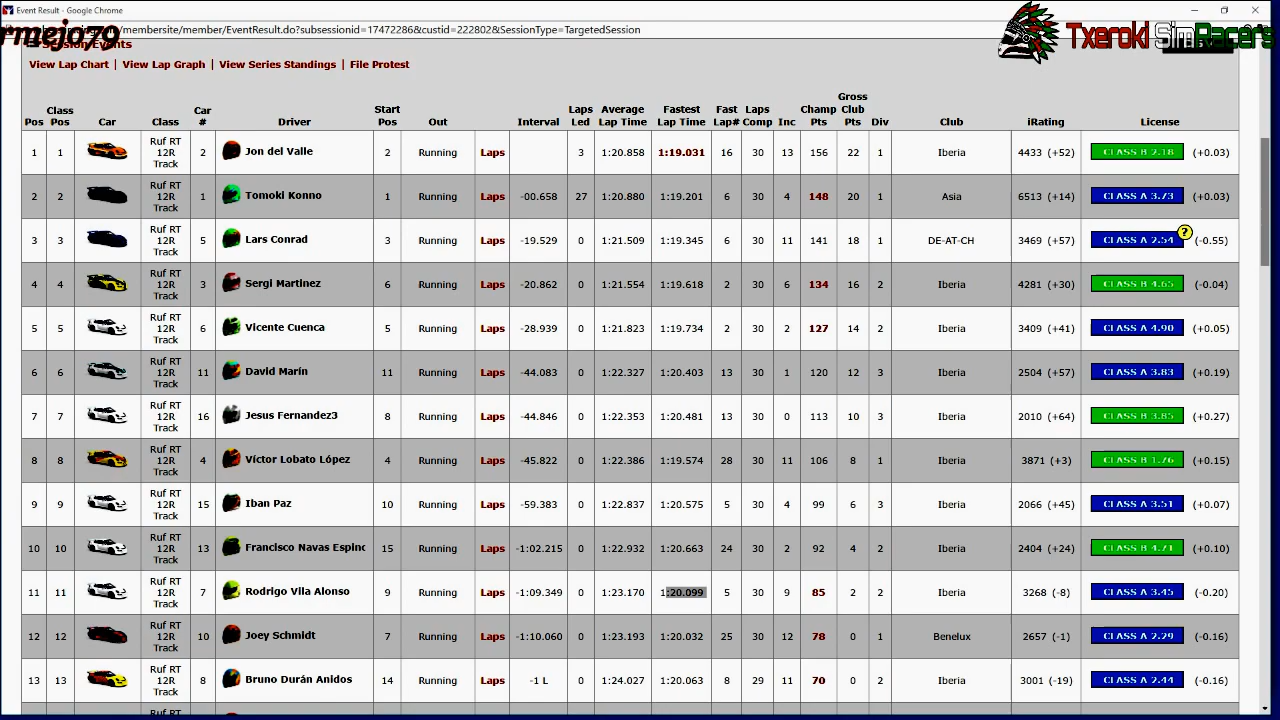 Event Result - Google Chrome
/membersite/member/EventResult.do?subsessionid=17472286&custid=222802&SessionType=TargetedSession
rmejo79
Txeroki SimRacers
Session Events
View Lap Chart | View Lap Graph | View Series Standings | File Protest
Pos Class Pos Car Class Car # Driver Start Pos Out Interval Laps Led Average Lap Time Fastest Lap Time Fast Lap# Laps Comp Inc Champ Pts Gross Club Pts Div Club iRating License
1 1 Ruf RT 12R Track 2 Jon del Valle 2 Running Laps 3 1:20.858 1:19.031 16 30 13 156 22 1 Iberia 4433 (+52) CLASS B 2.18 (+0.03)
2 2 Ruf RT 12R Track 1 Tomoki Konno 1 Running Laps -00.658 27 1:20.880 1:19.201 6 30 4 148 20 1 Asia 6513 (+14) CLASS A 3.73 (+0.03)
3 3 Ruf RT 12R Track 5 Lars Conrad 3 Running Laps -19.529 0 1:21.509 1:19.345 6 30 11 141 18 1 DE-AT-CH 3469 (+57) CLASS A 2.54 ? (-0.55)
4 4 Ruf RT 12R Track 3 Sergi Martinez 6 Running Laps -20.862 0 1:21.554 1:19.618 2 30 6 134 16 2 Iberia 4281 (+30) CLASS B 4.65 (-0.04)
5 5 Ruf RT 12R Track 6 Vicente Cuenca 5 Running Laps -28.939 0 1:21.823 1:19.734 2 30 2 127 14 2 Iberia 3409 (+41) CLASS A 4.90 (+0.05)
6 6 Ruf RT 12R Track 11 David Marín 11 Running Laps -44.083 0 1:22.327 1:20.403 13 30 1 120 12 3 Iberia 2504 (+57) CLASS A 3.83 (+0.19)
7 7 Ruf RT 12R Track 16 Jesus Fernandez3 8 Running Laps -44.846 0 1:22.353 1:20.481 13 30 0 113 10 3 Iberia 2010 (+64) CLASS B 3.85 (+0.27)
8 8 Ruf RT 12R Track 4 Víctor Lobato López 4 Running Laps -45.822 0 1:22.386 1:19.574 28 30 11 106 8 1 Iberia 3871 (+3) CLASS B 1.76 (+0.15)
9 9 Ruf RT 12R Track 15 Iban Paz 10 Running Laps -59.383 0 1:22.837 1:20.575 5 30 4 99 6 3 Iberia 2066 (+45) CLASS A 3.51 (+0.07)
10 10 Ruf RT 12R Track 13 Francisco Navas Espino 15 Running Laps -1:02.215 0 1:22.932 1:20.663 24 30 2 92 4 2 Iberia 2404 (+24) CLASS B 4.71 (+0.10)
11 11 Ruf RT 12R Track 7 Rodrigo Vila Alonso 9 Running Laps -1:09.349 0 1:23.170 1:20.099 5 30 9 85 2 2 Iberia 3268 (-8) CLASS A 3.45 (-0.20)
12 12 Ruf RT 12R Track 10 Joey Schmidt 7 Running Laps -1:10.060 0 1:23.193 1:20.032 25 30 12 78 0 1 Benelux 2657 (-1) CLASS A 2.29 (-0.16)
13 13 Ruf RT 12R Track 8 Bruno Durán Anidos 14 Running Laps -1 L 0 1:24.027 1:20.063 8 29 11 70 0 2 Iberia 3001 (-19) CLASS A 2.44 (-0.16)
Ruf RT